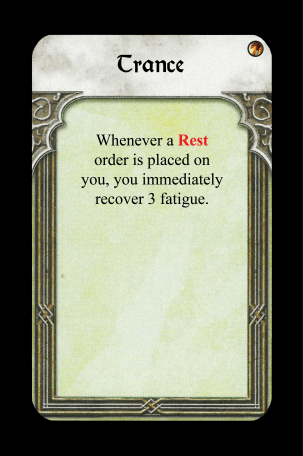 Trance
Whenever a Rest
order is placed on
you, you immediately
recover 3 fatigue.